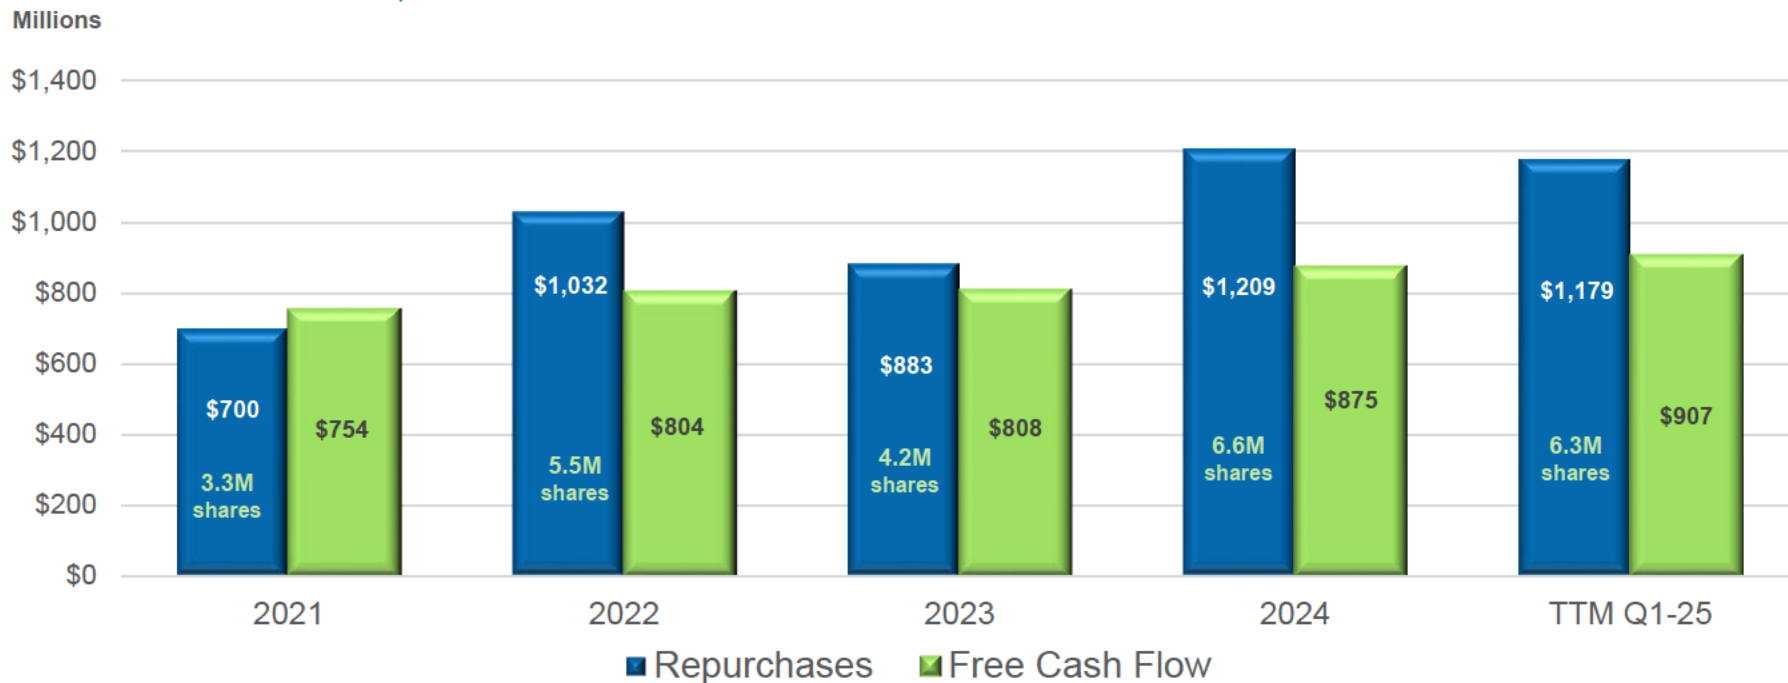 Millions
$1,400
$1,200
$1,000
$800
$600
$400
$200
$0
$700
3.3M
shares
$754
$1,032
5.5M
shares
$804
$883
4.2M
shares
$808
$1,209
6.6M
shares
$875
$1,179
6.3M
shares
$907
2021
2022
2023
2024
TTM Q1-25
Repurchases
Free Cash Flow